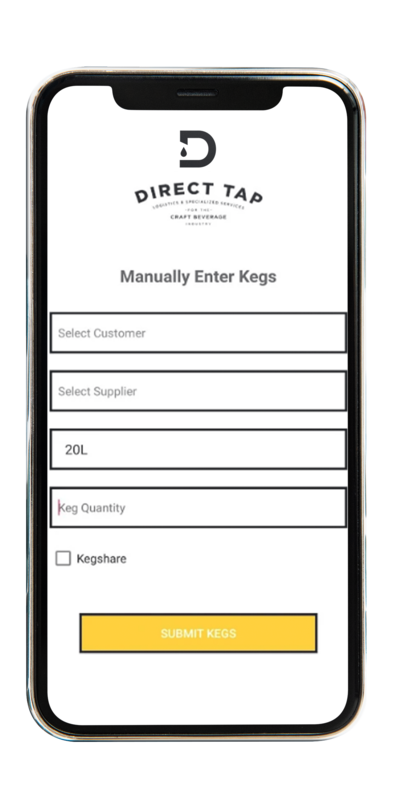 DIRECT TAP
LOGISTICS & SPECIALIZED SERVICES
-FOR THE-
CRAFT BEVERAGE
INDUSTRY
Manually Enter Kegs
Select Customer
Select Supplier
20L
Keg Quantity
Kegshare
SUBMIT KEGS